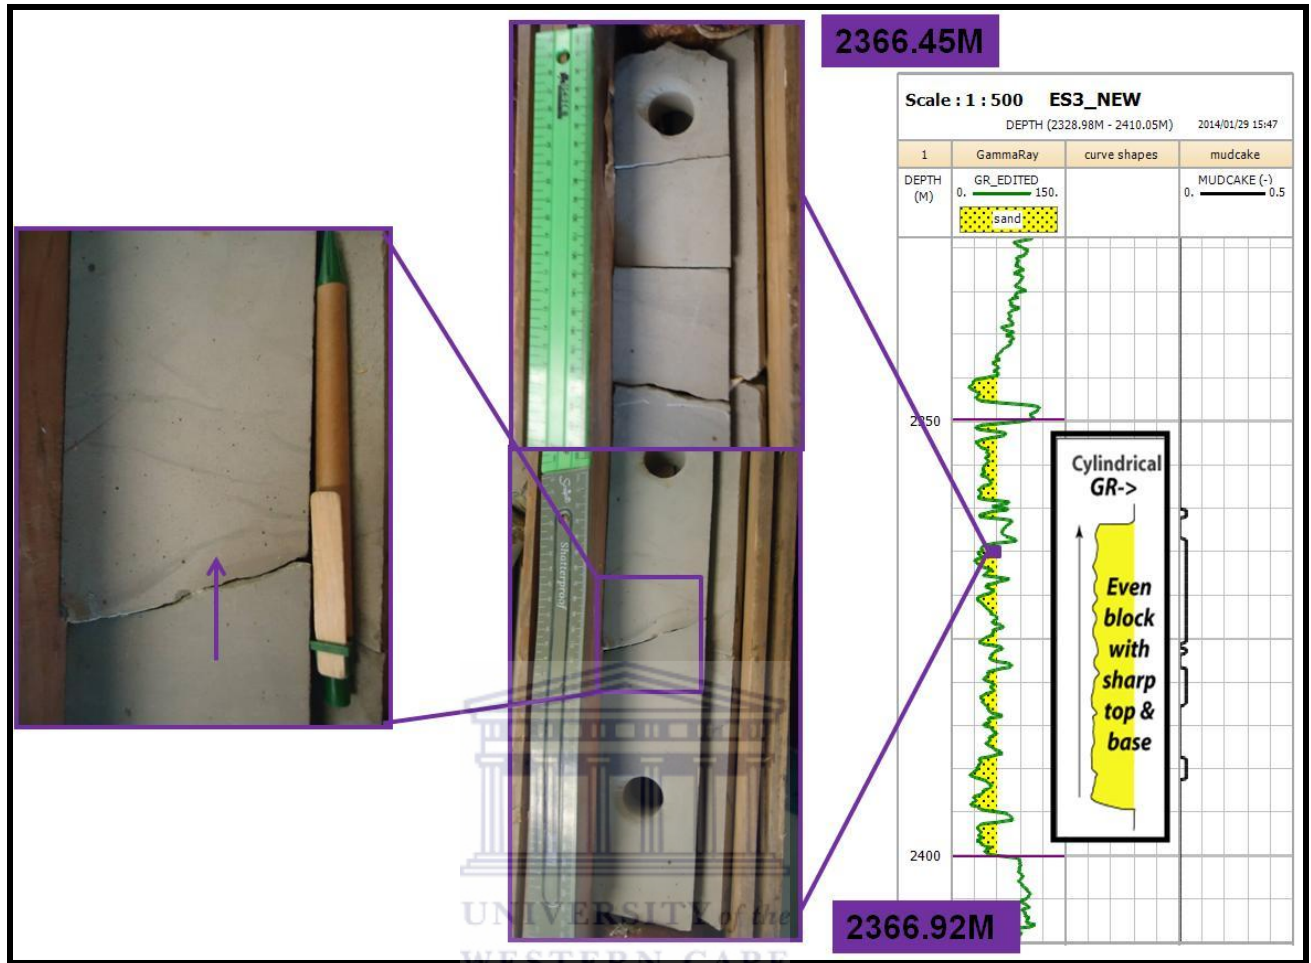 2366.45M
Scale : 1 : 500 ES3_NEW
DEPTH (2328.98M - 2410.05M) 2014/01/29 15:47
1 GammaRay curve shapes mudcake
DEPTH (M) GR_EDITED MUDCAKE (-)
0. 150. 0. 0.5
sand
2350
Cylindrical
GR->
Even
block
with
sharp
top &
base
2400
2366.92M
Shatterproof
UNIVERSITY of the
WESTERN CAPE